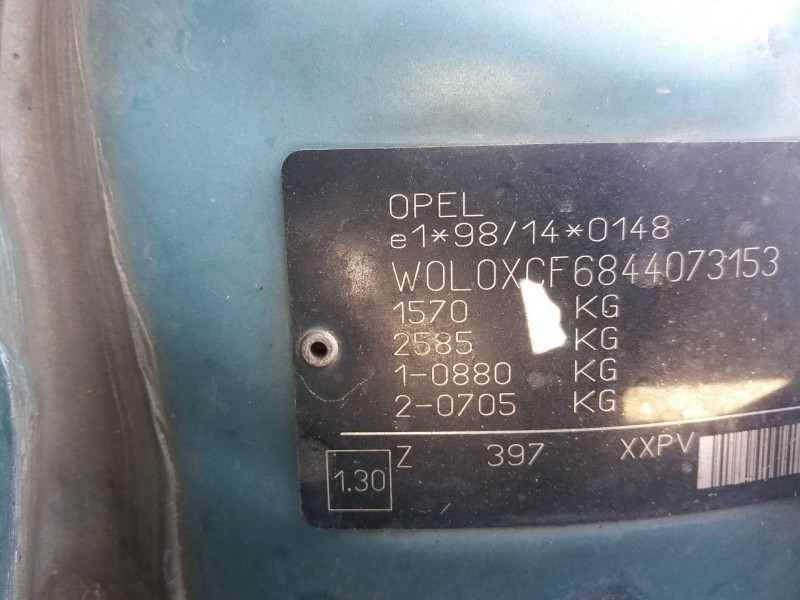 OPEL
e1*98/14*0148
W0L0XCF6844073153
1570 KG
2585 KG
1-0880 KG
2-0705 KG
Z 397 XXPV
1.30